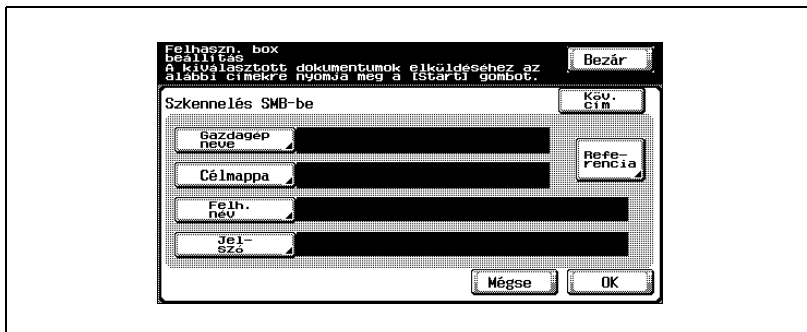 Felhaszn. box
beállítás
A kiválasztott dokumentumok elküldéséhez az
alábbi címekre nyomja meg a [Start] gombot.
Bezár
Szkennelés SMB-be
Köv.
cím
Gazdagép
neve
Refe-
rencia
Célmappa
Felh.
név
Jel-
szó
Mégse
OK